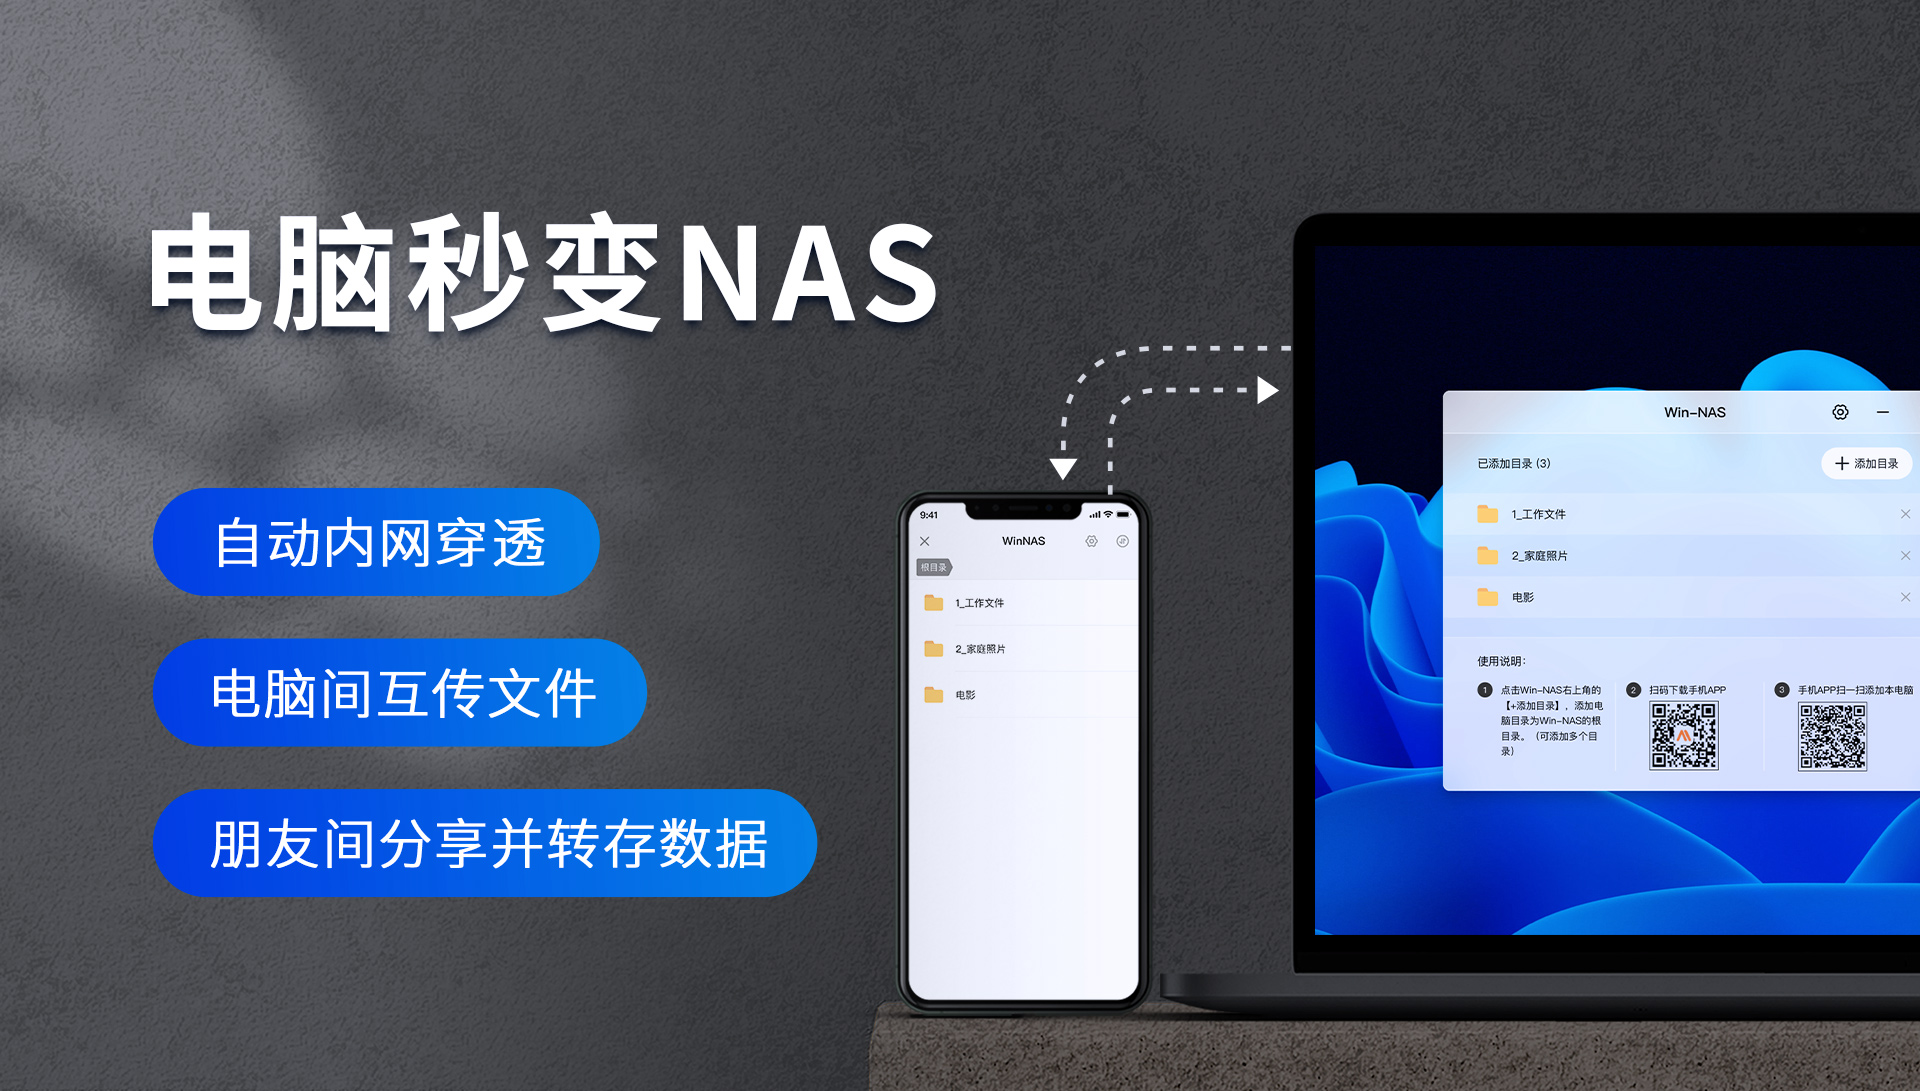 电脑秒变NAS
自动内网穿透
电脑间互传文件
朋友间分享并转存数据
9:41
WinNAS
根目录
1_工作文件
2_家庭照片
电影
Win-NAS
已添加目录 (3)
添加目录
1_工作文件
2_家庭照片
电影
使用说明：
1 点击Win-NAS右上角的
【+添加目录】，添加电
脑目录为Win-NAS的根
目录。（可添加多个目
录）
2 扫码下载手机APP
3 手机APP扫一扫添加本电脑